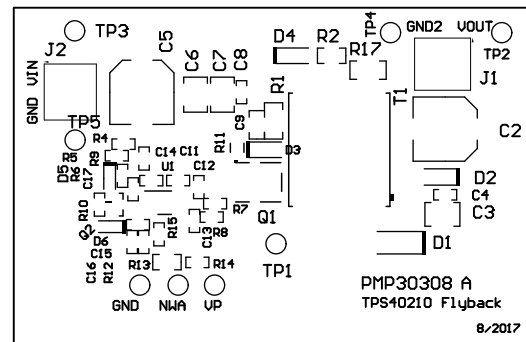 TP3
J2
GND VIN
TP5
C5
C6
C7
C8
D4
R2
R17
TP4
GND2
VOUT
TP2
J1
T1
C2
R1
C9
R11
D3
R4
R9
R5
D5
R6
C17
C14
C11
U1
C12
R10
Q2
D6
C15
C16
R12
R13
R15
C13
R8
R7
R14
Q1
TP1
D2
C4
C3
D1
GND
NWA
VP
PMP30308 A
TPS40210 Flyback
8/2017